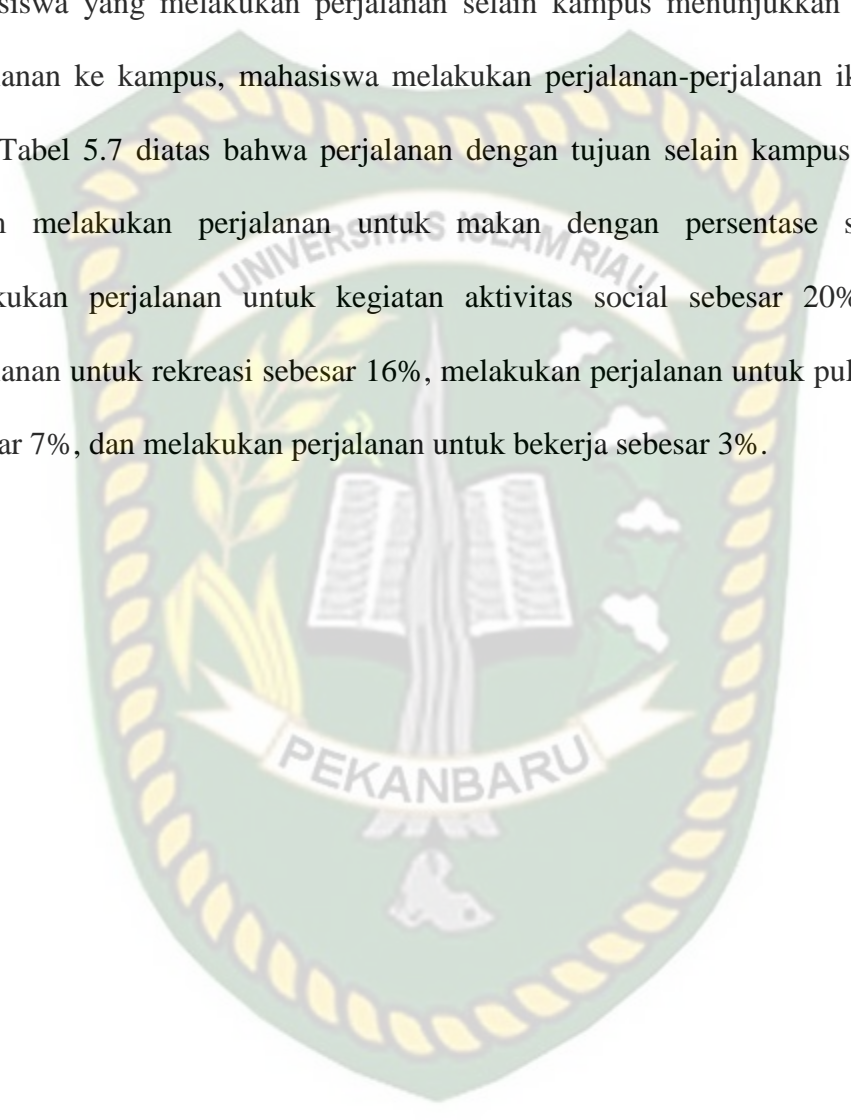 siswa yang melakukan perjalanan selain kampus menunjukkan
lanan ke kampus, mahasiswa melakukan perjalanan-perjalanan ik
Tabel 5.7 diatas bahwa perjalanan dengan tujuan selain kampus
n melakukan perjalanan untuk makan dengan persentase s
kukan perjalanan untuk kegiatan aktivitas social sebesar 20%
lanan untuk rekreasi sebesar 16%, melakukan perjalanan untuk pul
ar 7%, dan melakukan perjalanan untuk bekerja sebesar 3%.
UNIVERSITAS ISLAM RIAU
PEKANBARU